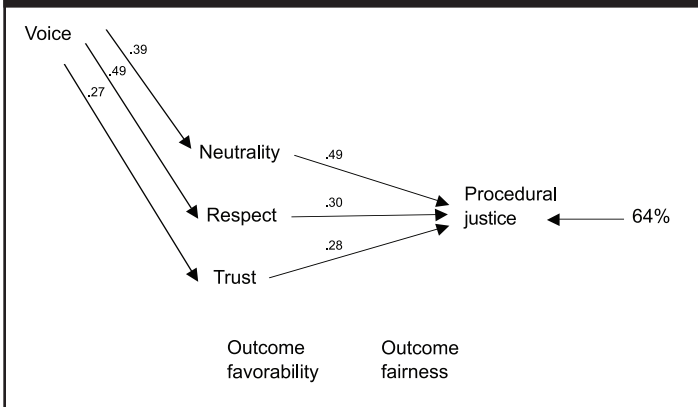 Voice
.39
.49
.27
Neutrality
.49
Respect
.30
Trust
.28
Procedural
justice
64%
Outcome
favorability
Outcome
fairness